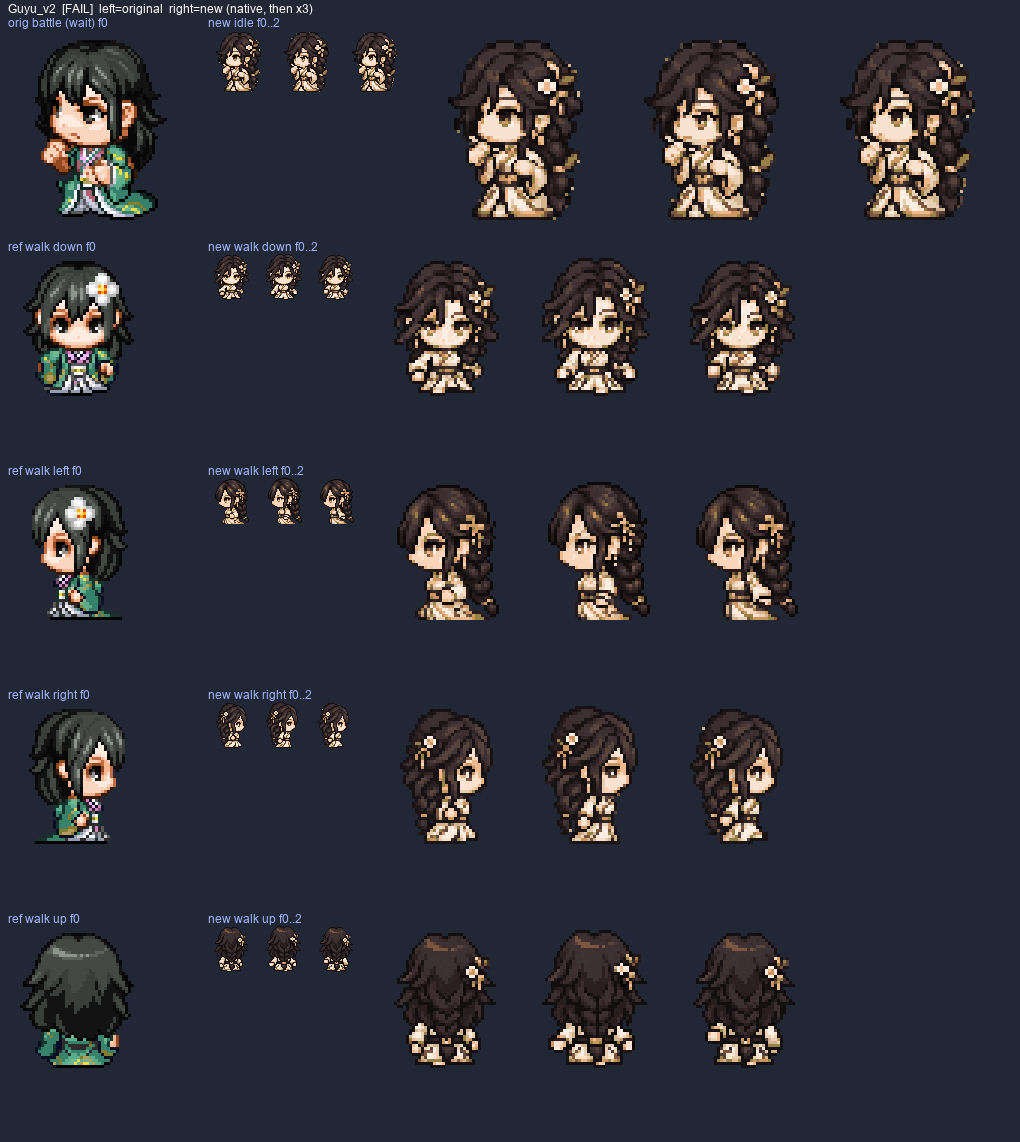 Guyu_v2  [FAIL]  left=original  right=new (native, then x3)
orig battle (wait) f0
new idle f0..2
ref walk down f0
new walk down f0..2
ref walk left f0
new walk left f0..2
ref walk right f0
new walk right f0..2
ref walk up f0
new walk up f0..2